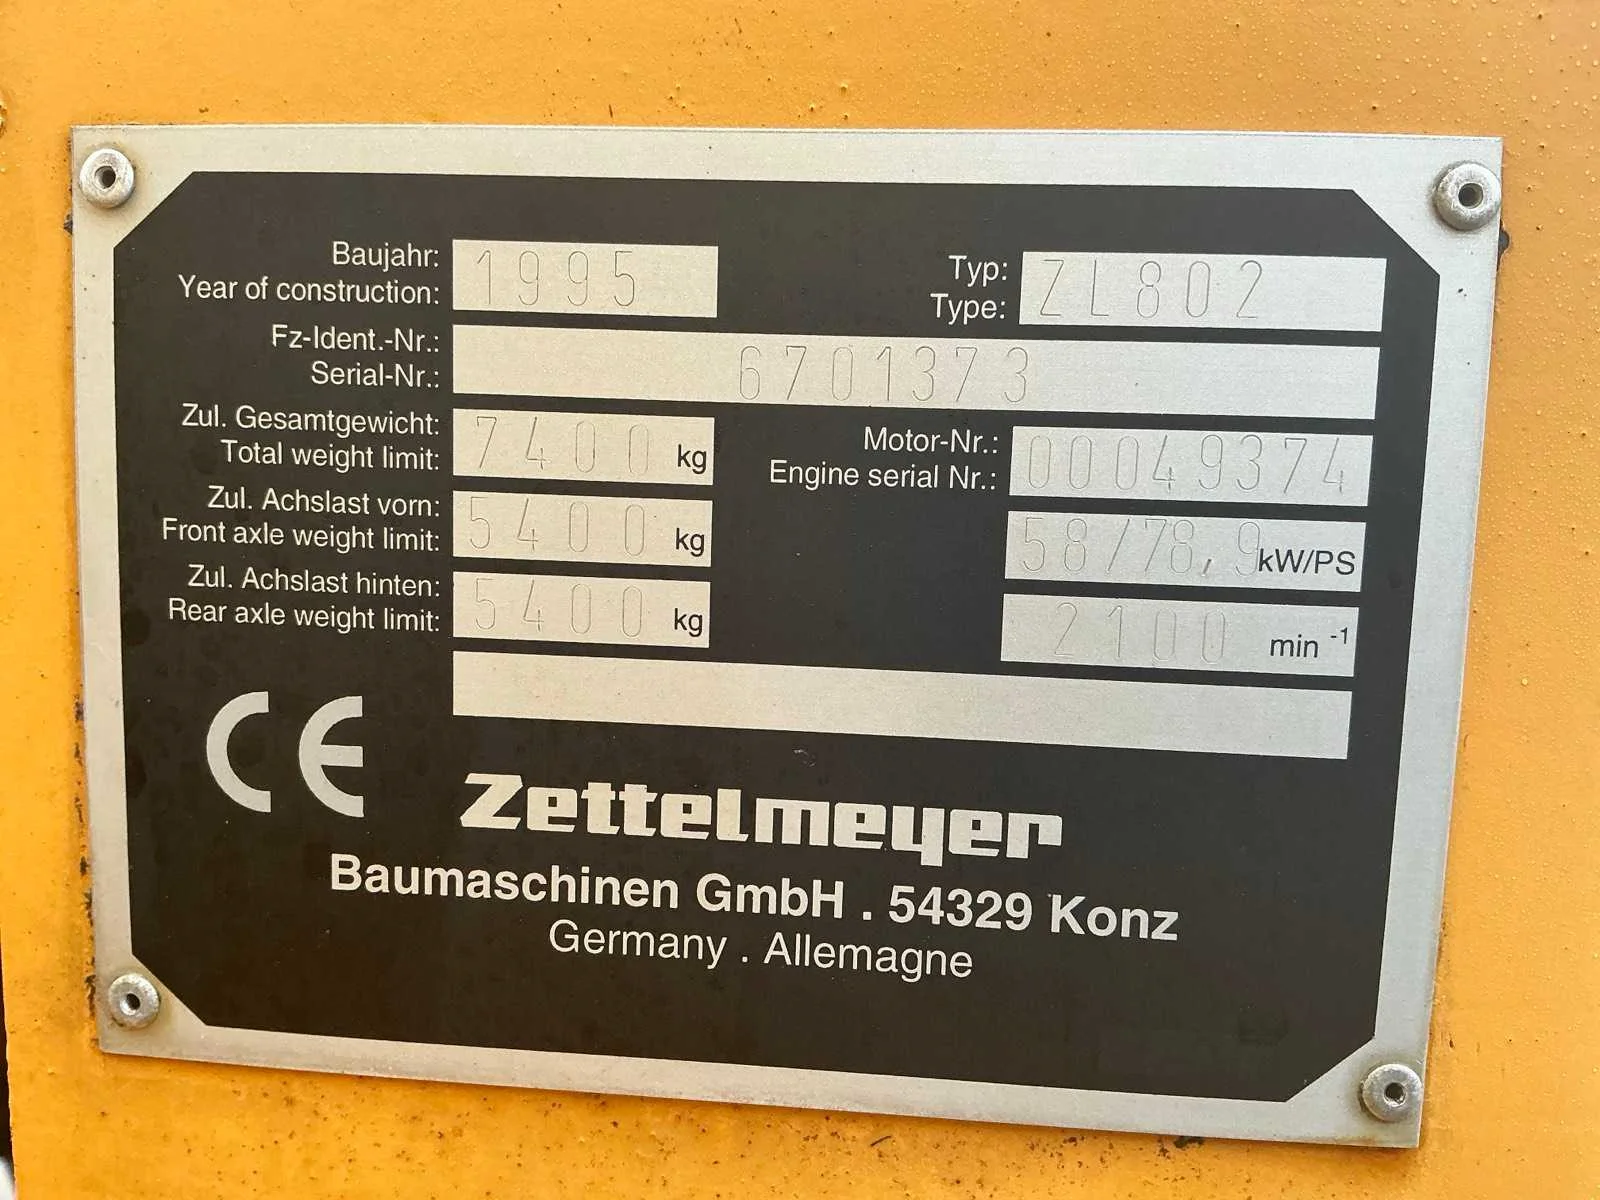 Baujahr: 1995 Typ: ZL802
Year of construction: Type:
Fz-Ident.-Nr.: 6701373
Serial-Nr.:
Zul. Gesamtgewicht: 7400 kg Motor-Nr.: 00049374
Total weight limit: Engine serial Nr.:
Zul. Achslast vorn: 5400 kg 58/78,9 kW/PS
Front axle weight limit:
Zul. Achslast hinten: 5400 kg 2100 min -1
Rear axle weight limit:
CE
Zettelmeyer
Baumaschinen GmbH . 54329 Konz
Germany . Allemagne